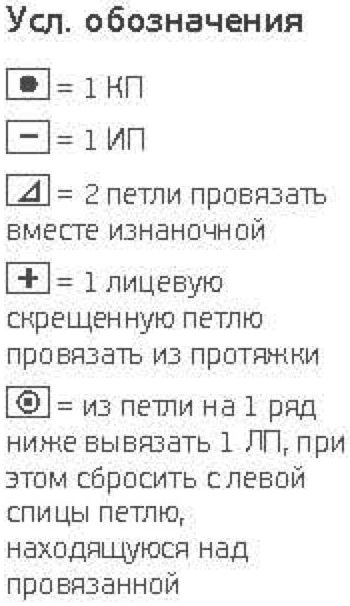 Усл. обозначения
= 1 КП
= 1 ИП
= 2 петли провязать
вместе изнаночной
= 1 лицевую
скрещенную петлю
провязать из протяжки
= из петли на 1 ряд
ниже вывязать 1 ЛП, при
этом сбросить с левой
спицы петлю,
находящуюся над
провязанной